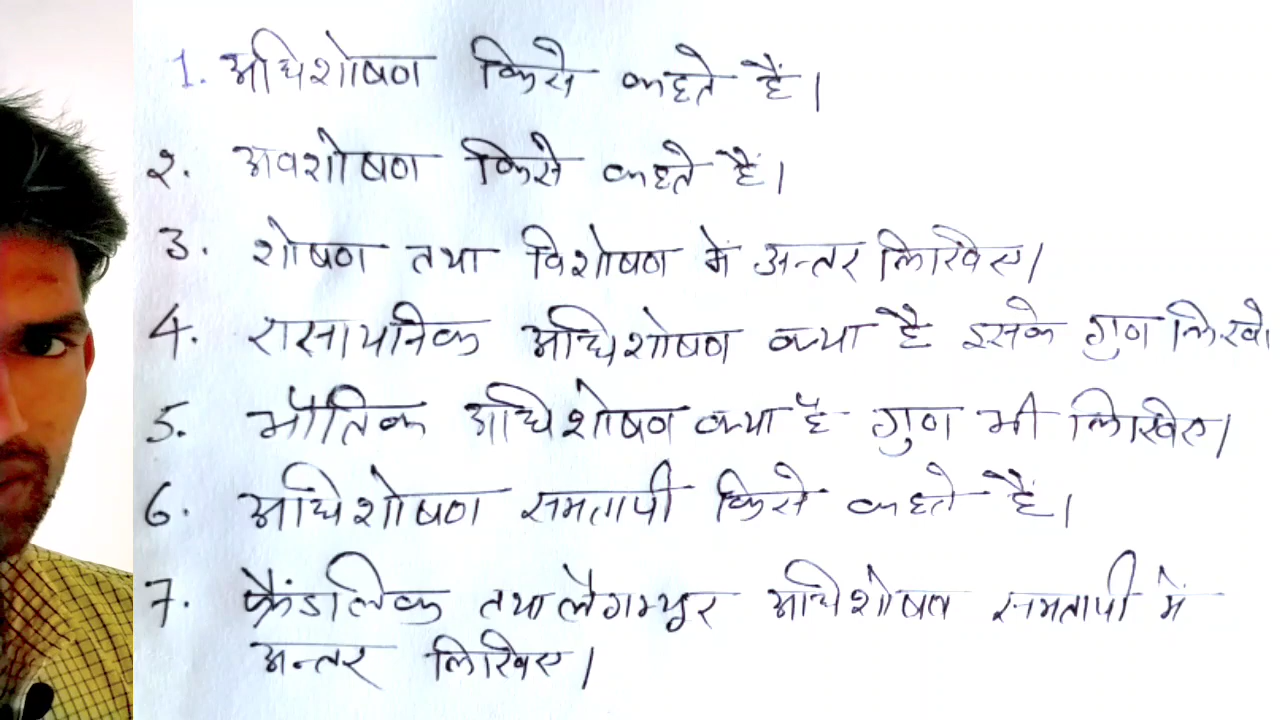 1. अधिशोषण किसे कहते हैं।
२. अवशोषण किसे कहते है।
3. शोषण तथा विशोषण में अन्तर लिखिए।
4. रासायनिक अधिशोषण क्या है इसके गुण लिखे।
5. भौतिक अधिशोषण क्या है गुण भी लिखिए।
6. अधिशोषण समतापी किसे कहते हैं।
7. फ्रैंडलिक तथा लैगम्यूर अधिशोषण समतापी में
अन्तर लिखिए।